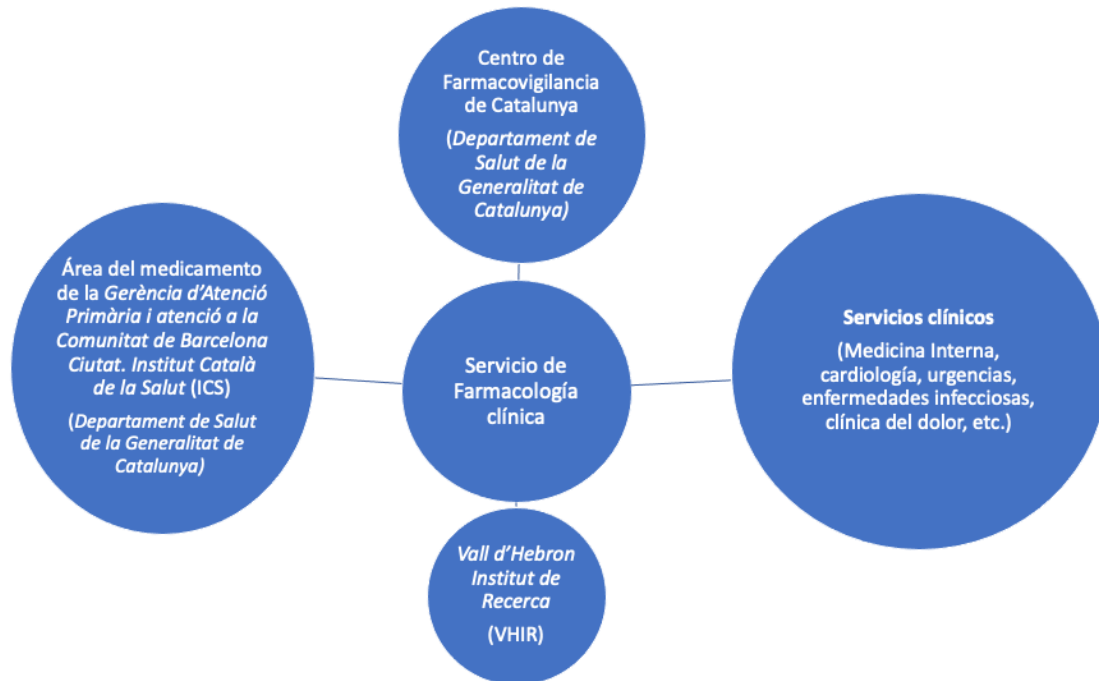 Centro de
Farmacovigilancia
de Catalunya
(Departament de
Salut de la
Generalitat de
Catalunya)
Área del medicamento
de la Gerència d’Atenció
Primària i atenció a la
Comunitat de Barcelona
Ciutat. Institut Català
de la Salut (ICS)
(Departament de Salut
de la Generalitat de
Catalunya)
Servicio de
Farmacología
clínica
Servicios clínicos
(Medicina Interna,
cardiología, urgencias,
enfermedades infecciosas,
clínica del dolor, etc.)
Vall d’Hebron
Institut de
Recerca
(VHIR)